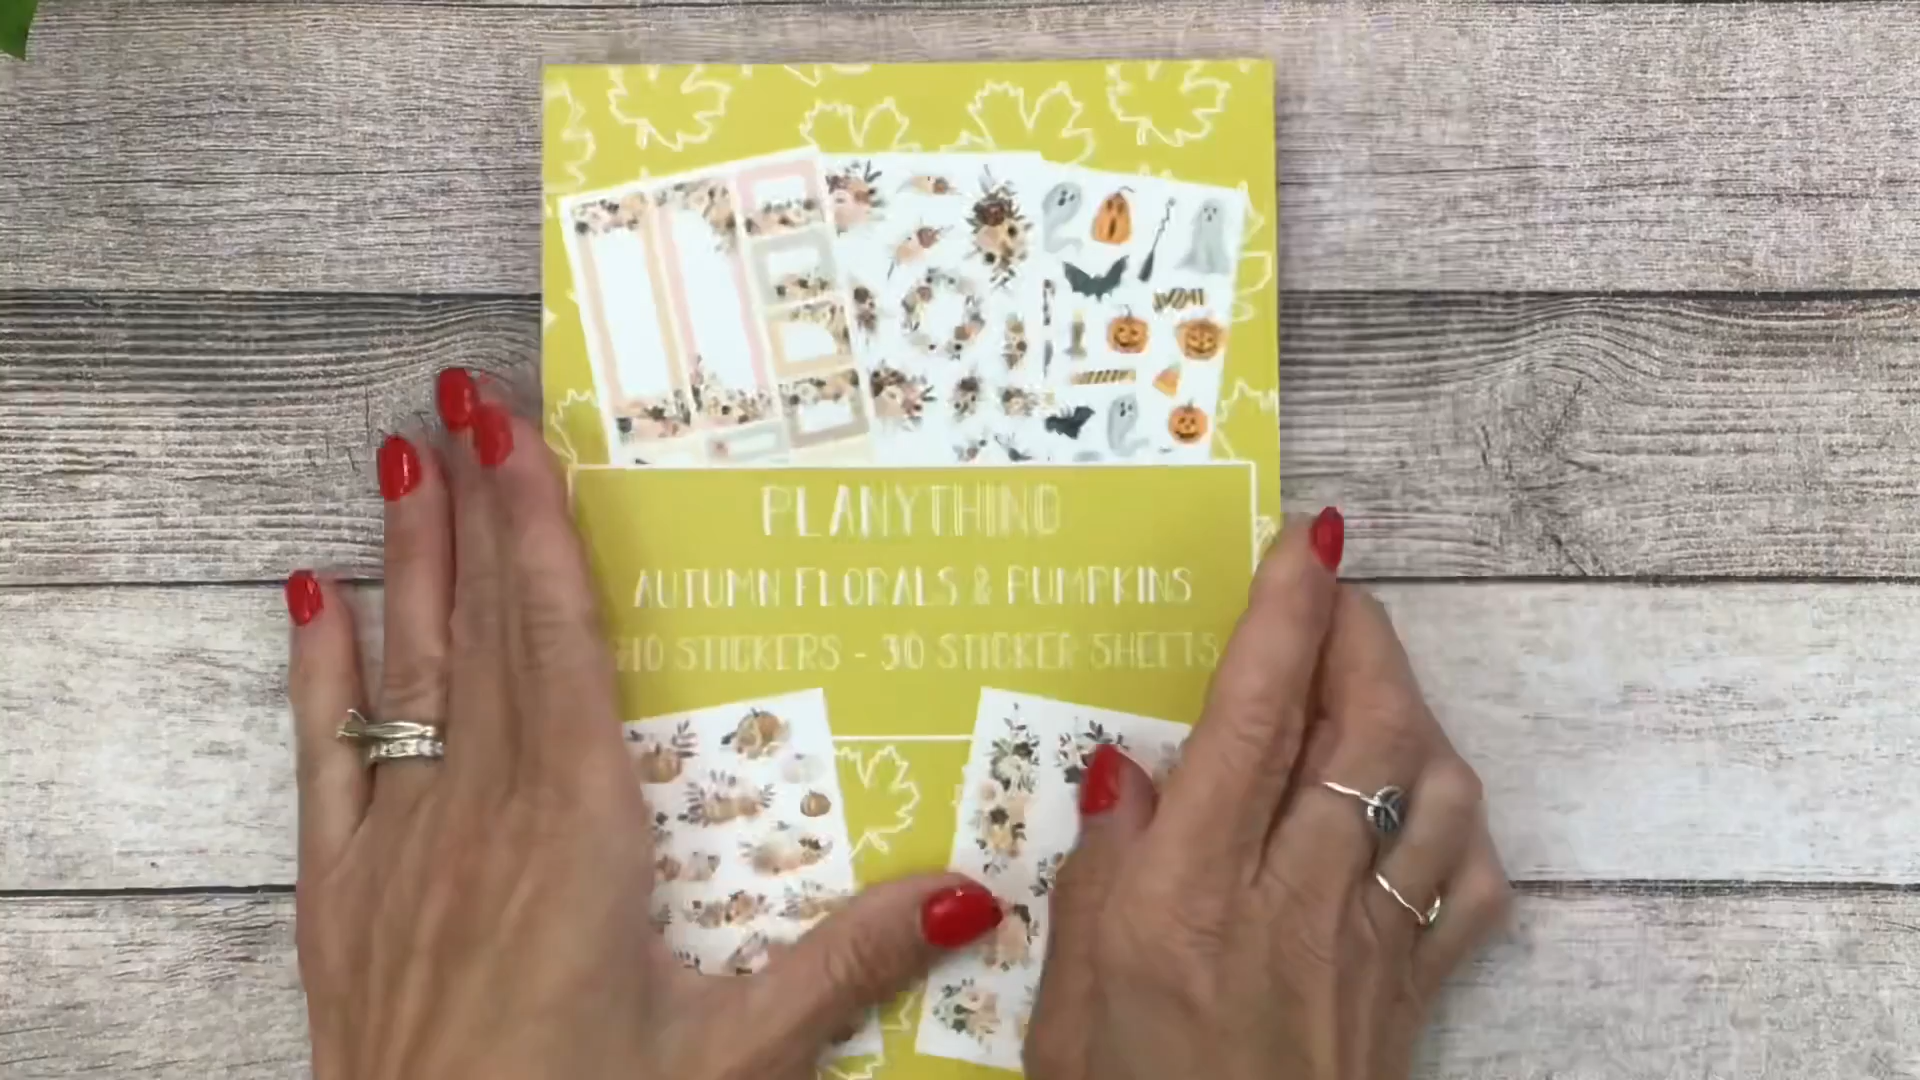 PLANYTHING
AUTUMN FLORALS & PUMPKINS
STICKERS - 30 STICKER SHEETS